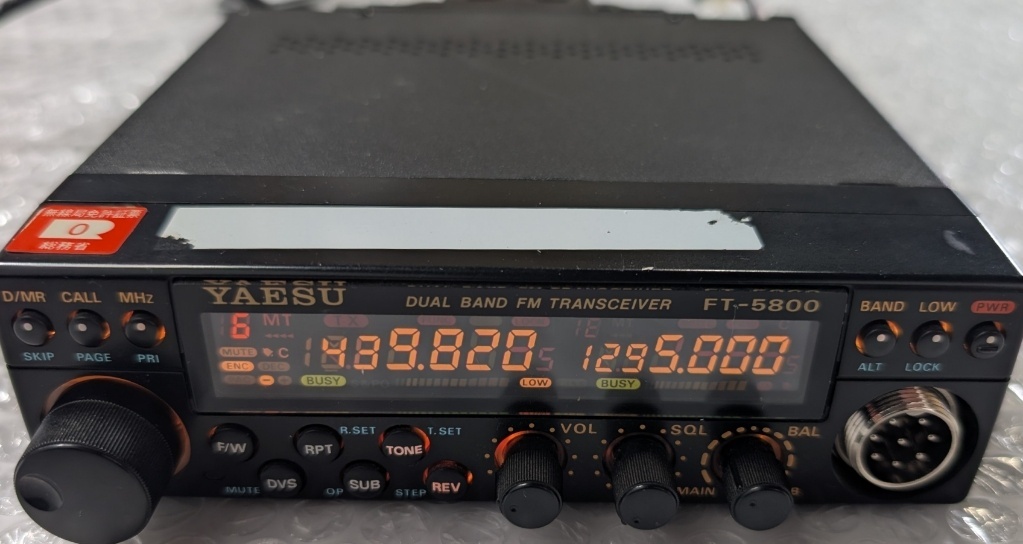 無線局免許証票
R
0
総務省
YAESU
DUAL BAND FM TRANSCEIVER
FT-5800
D/MR
CALL
MHz
SKIP
PAGE
PRI
6
MT
MUTE
C
ENC
439.820
BUSY
LOW
1295.000
BUSY
BAND
LOW
PWR
ALT
LOCK
F/W
RPT
R.SET
TONE
T.SET
MUTE
DVS
OP
SUB
STEP
REV
VOL
SQL
BAL
MAIN